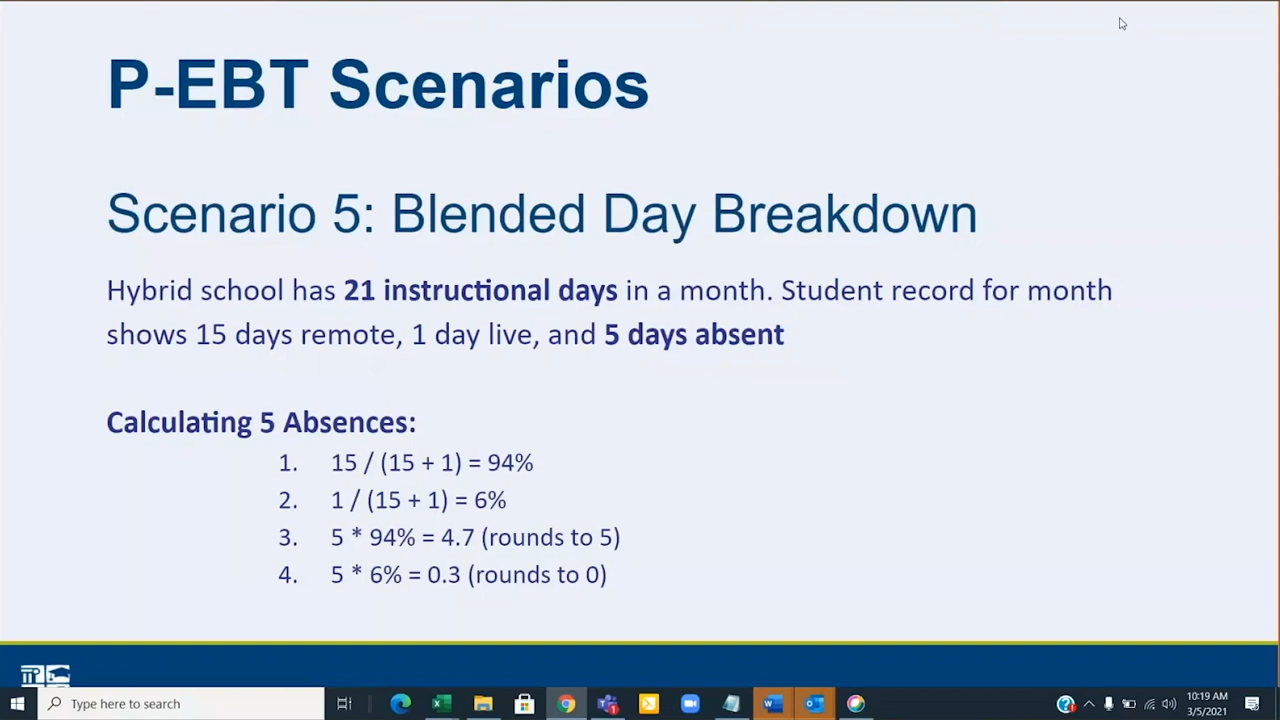 P-EBT Scenarios
Scenario 5: Blended Day Breakdown
Hybrid school has 21 instructional days in a month. Student record for month
shows 15 days remote, 1 day live, and 5 days absent
Calculating 5 Absences:
1. 15 / (15 + 1) = 94%
2. 1 / (15 + 1) = 6%
3. 5 * 94% = 4.7 (rounds to 5)
4. 5 * 6% = 0.3 (rounds to 0)
Type here to search
10:19 AM
3/5/2021